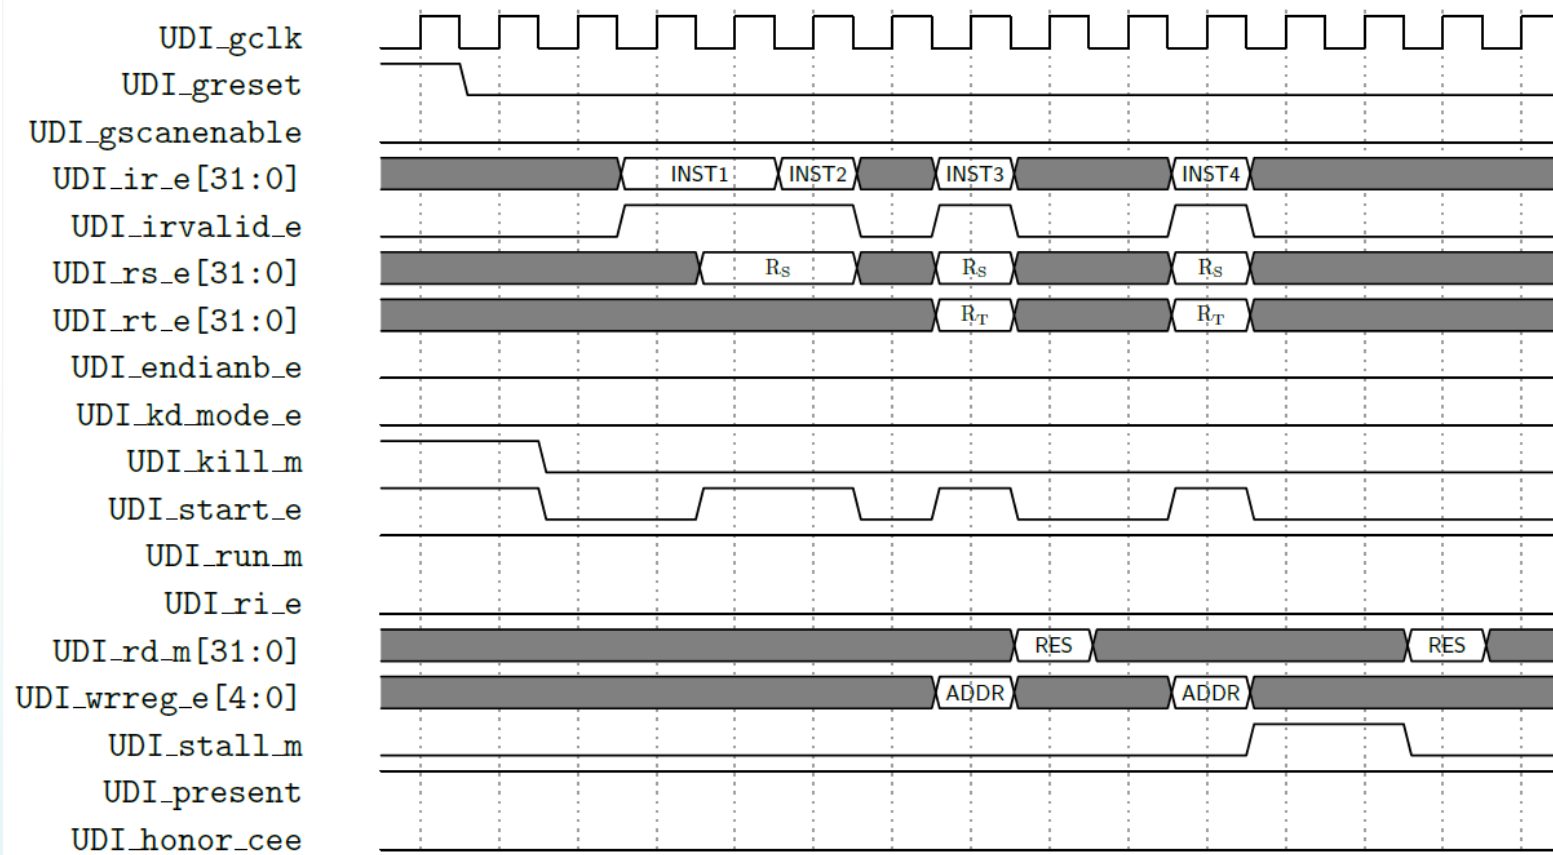 UDI_gclk
UDI_greset
UDI_gscanenable
UDI_ir_e[31:0] INST1 INST2 INST3 INST4
UDI_irvalid_e
UDI_rs_e[31:0] RS RS RS
UDI_rt_e[31:0] RT RT
UDI_endianb_e
UDI_kd_mode_e
UDI_kill_m
UDI_start_e
UDI_run_m
UDI_ri_e
UDI_rd_m[31:0] RES RES
UDI_wrreg_e[4:0] ADDR ADDR
UDI_stall_m
UDI_present
UDI_honor_cee